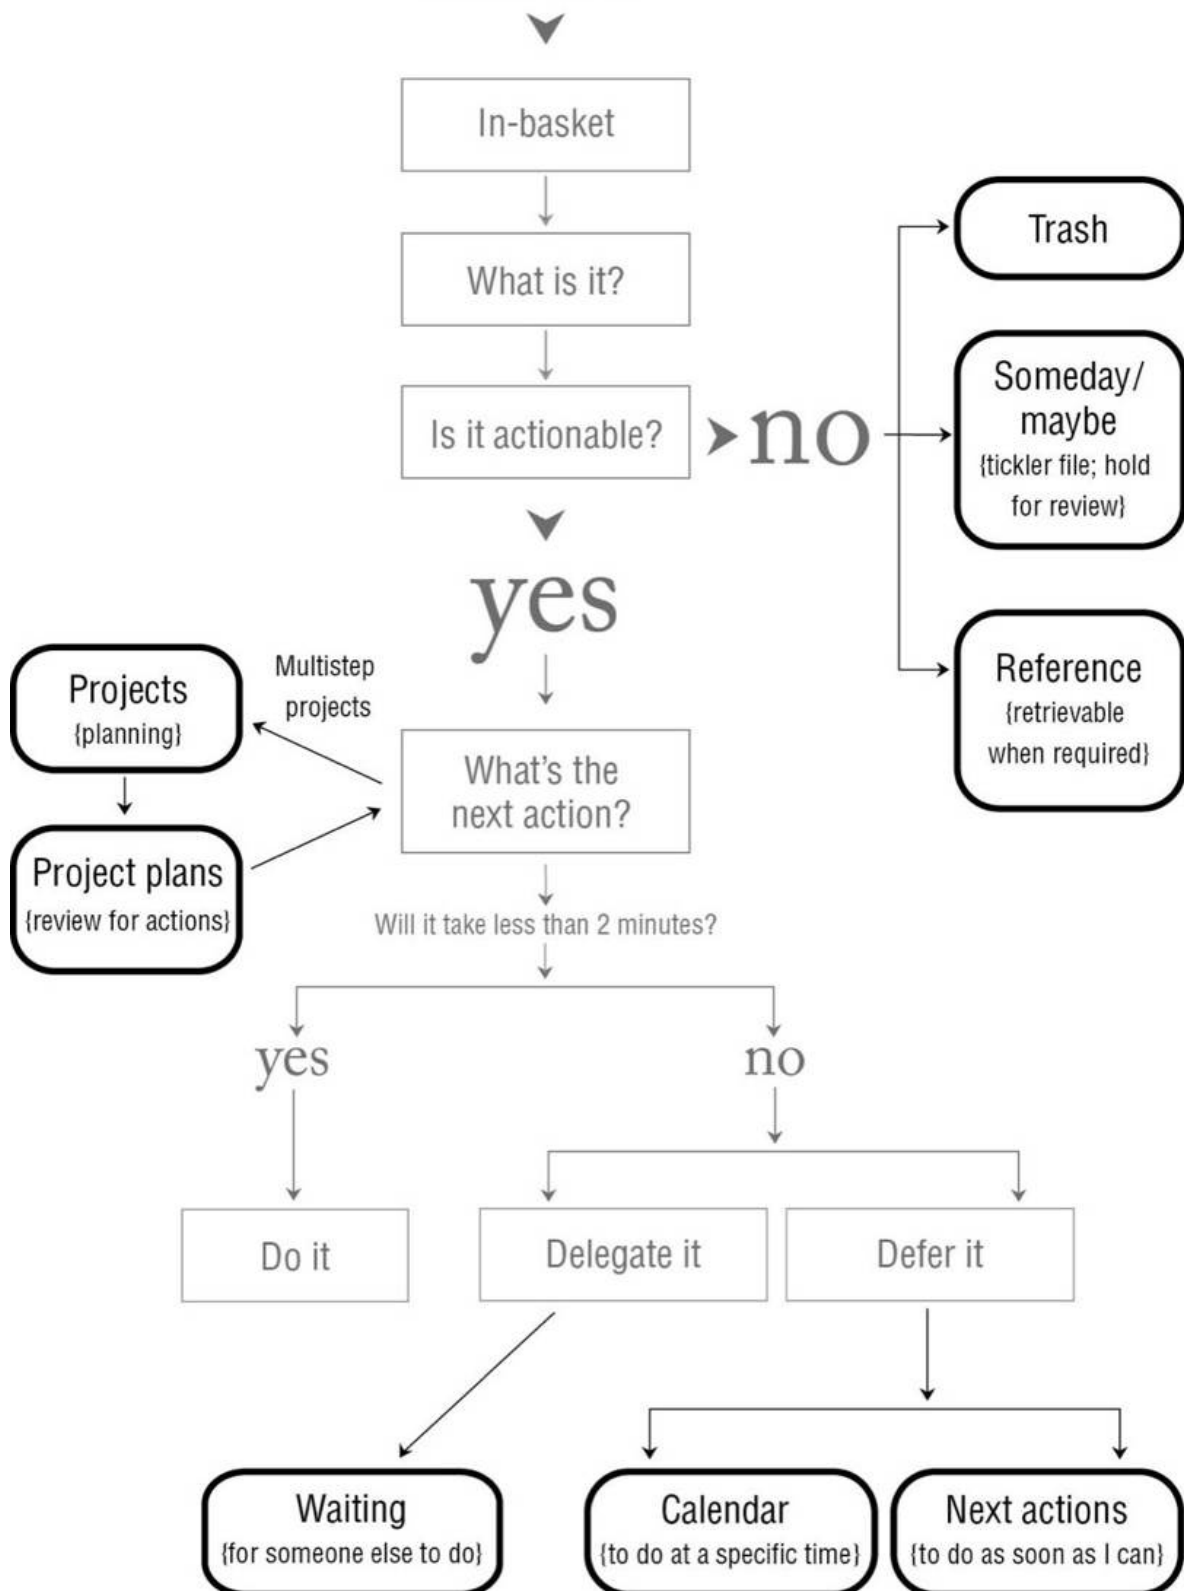 In-basket
What is it?
Is it actionable?
no
Trash
Someday/
maybe
{tickler file; hold
for review}
Reference
{retrievable
when required}
yes
Multistep
projects
Projects
{planning}
Project plans
{review for actions}
What's the
next action?
Will it take less than 2 minutes?
yes
no
Do it
Delegate it
Defer it
Waiting
{for someone else to do}
Calendar
{to do at a specific time}
Next actions
{to do as soon as I can}